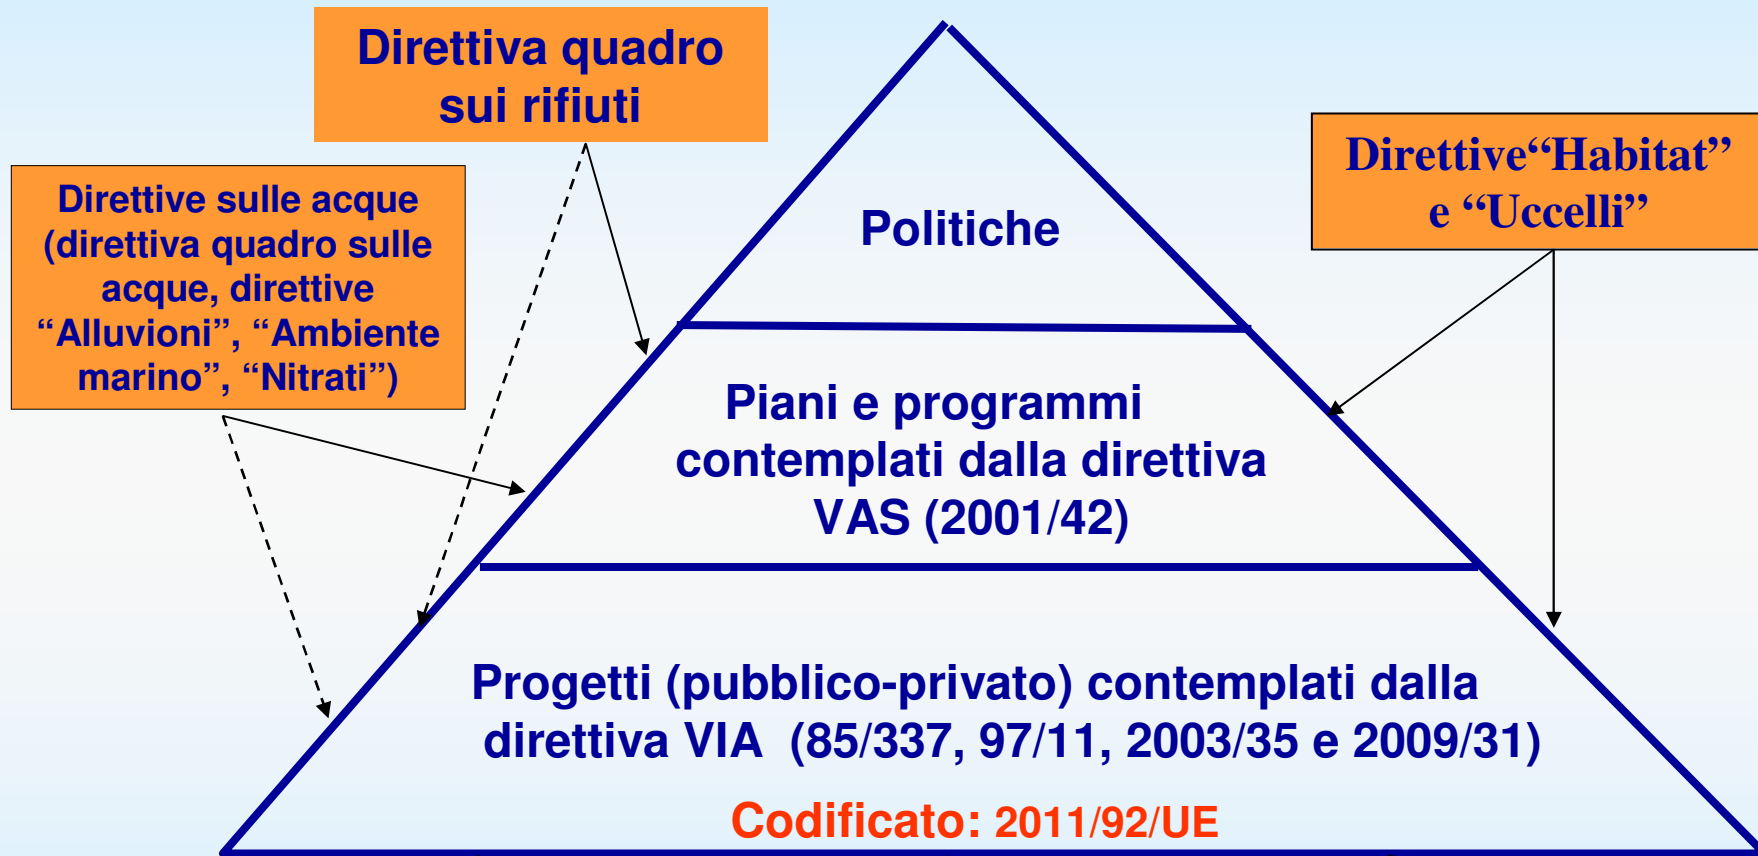 Direttiva quadro
sui rifiuti
Direttive sulle acque
(direttiva quadro sulle
acque, direttive
“Alluvioni”, “Ambiente
marino”, “Nitrati”)
Direttive“Habitat”
e “Uccelli”
Politiche
Piani e programmi
contemplati dalla direttiva
VAS (2001/42)
Progetti (pubblico-privato) contemplati dalla
direttiva VIA (85/337, 97/11, 2003/35 e 2009/31)
Codificato: 2011/92/UE